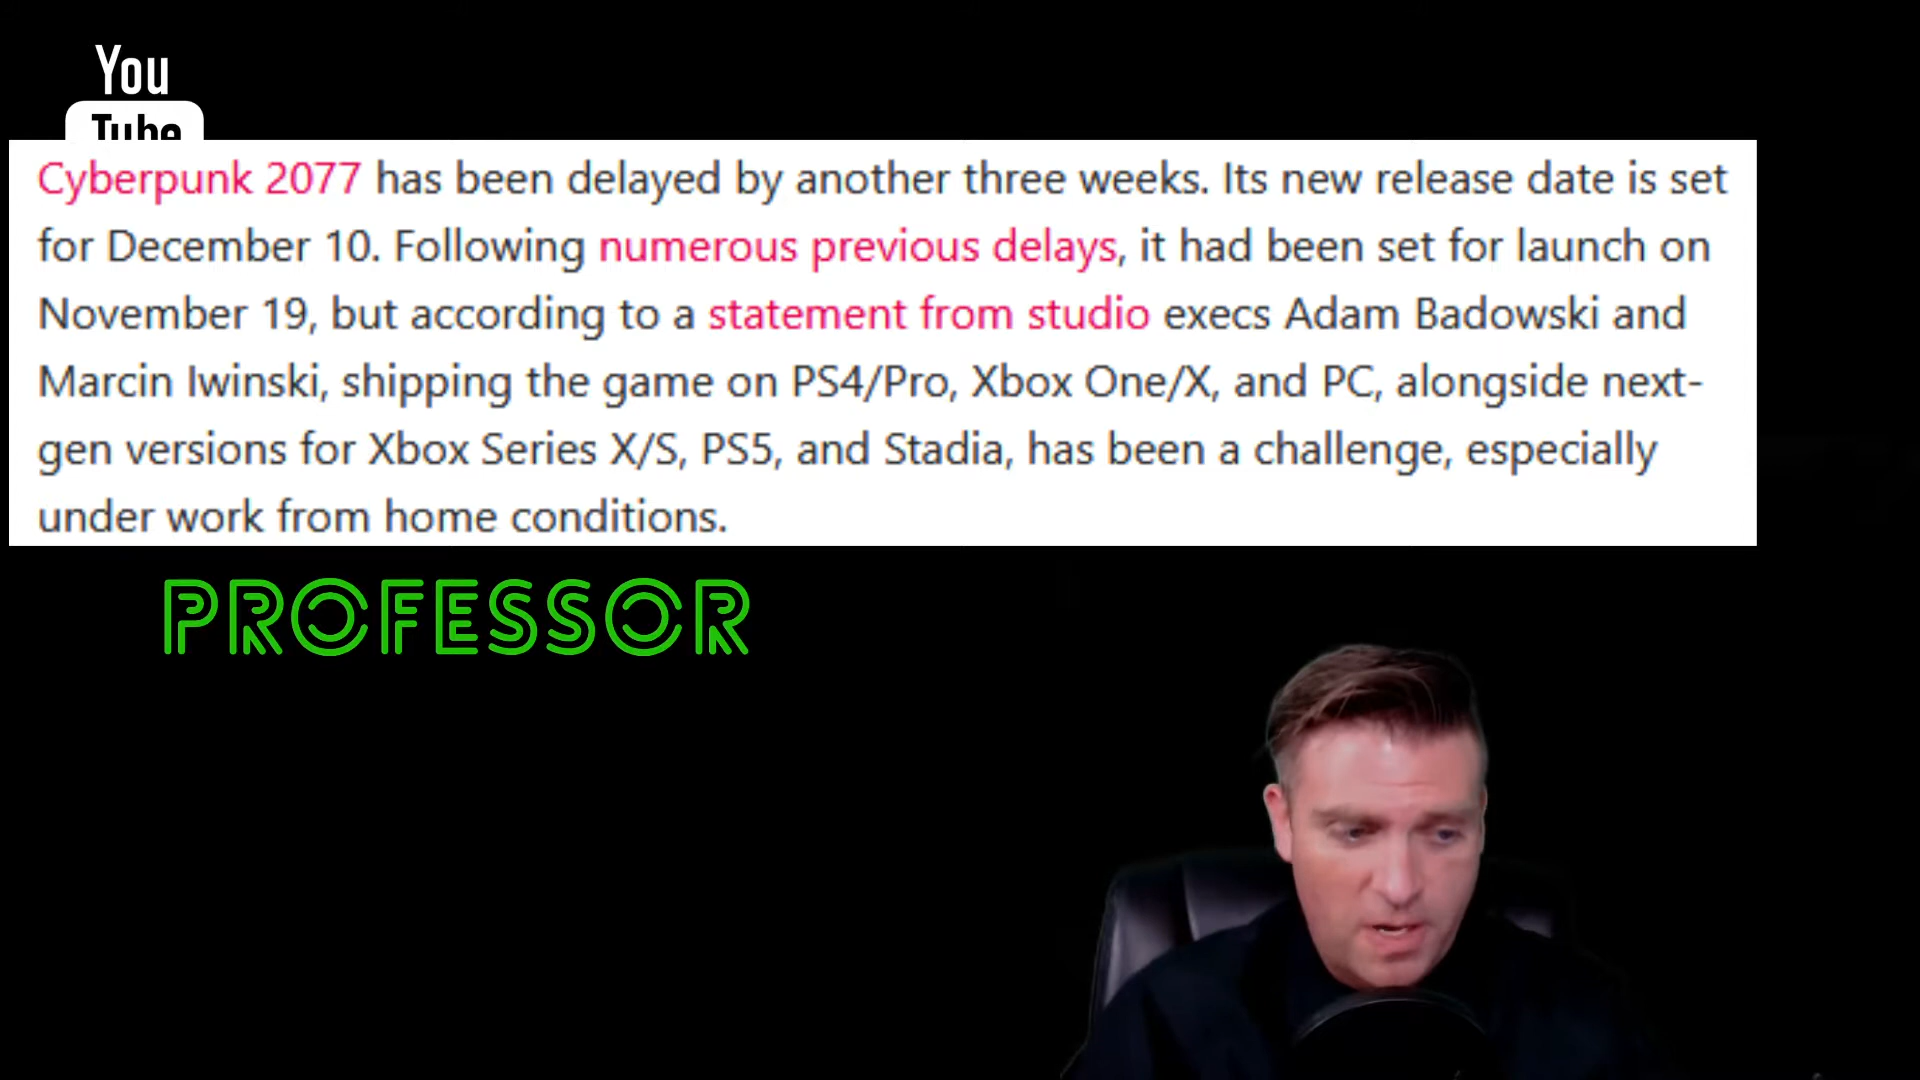 You
Tube
Cyberpunk 2077 has been delayed by another three weeks. Its new release date is set
for December 10. Following numerous previous delays, it had been set for launch on
November 19, but according to a statement from studio execs Adam Badowski and
Marcin Iwinski, shipping the game on PS4/Pro, Xbox One/X, and PC, alongside next-
gen versions for Xbox Series X/S, PS5, and Stadia, has been a challenge, especially
under work from home conditions.
PROFESSOR